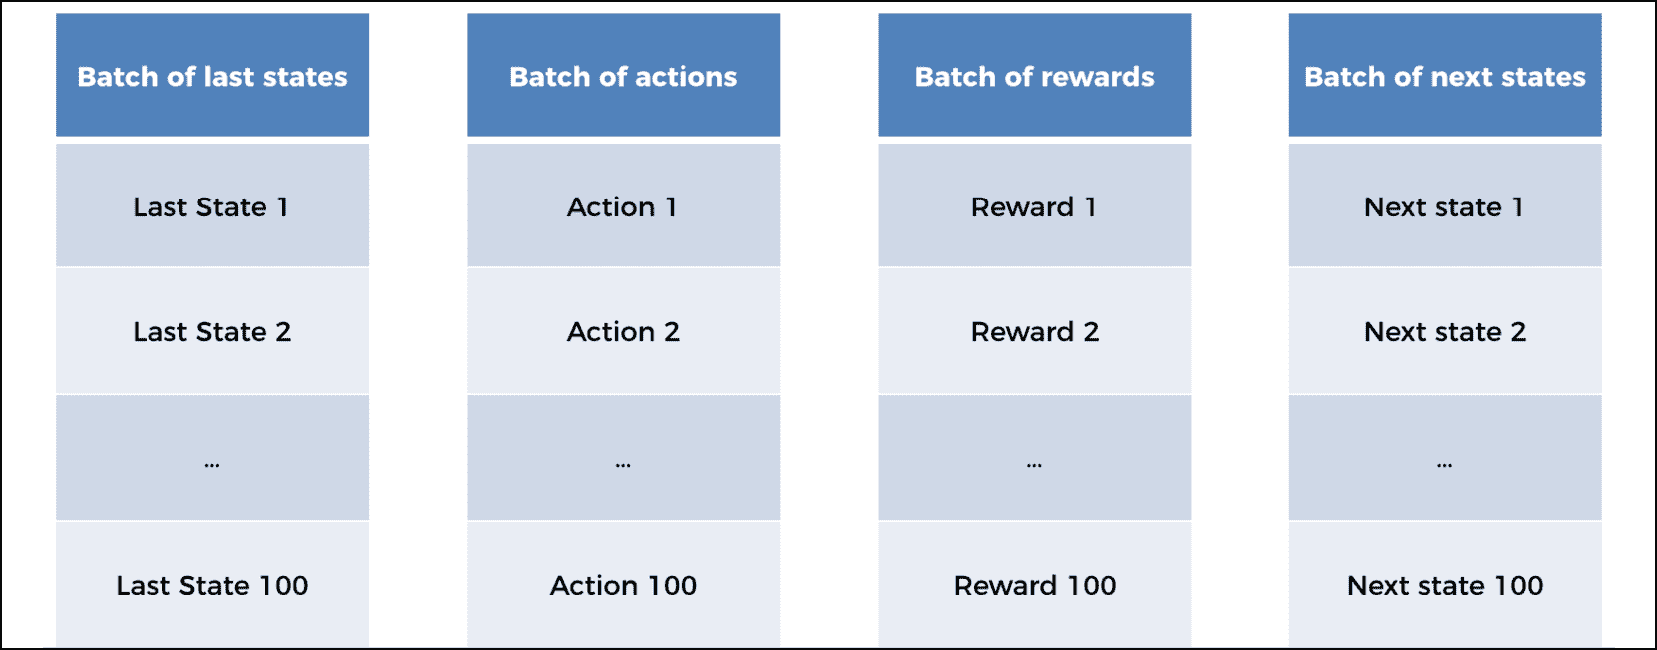 Batch of last states
Batch of actions
Batch of rewards
Batch of next states
Last State 1
Action 1
Reward 1
Next state 1
Last State 2
Action 2
Reward 2
Next state 2
...
...
...
...
Last State 100
Action 100
Reward 100
Next state 100